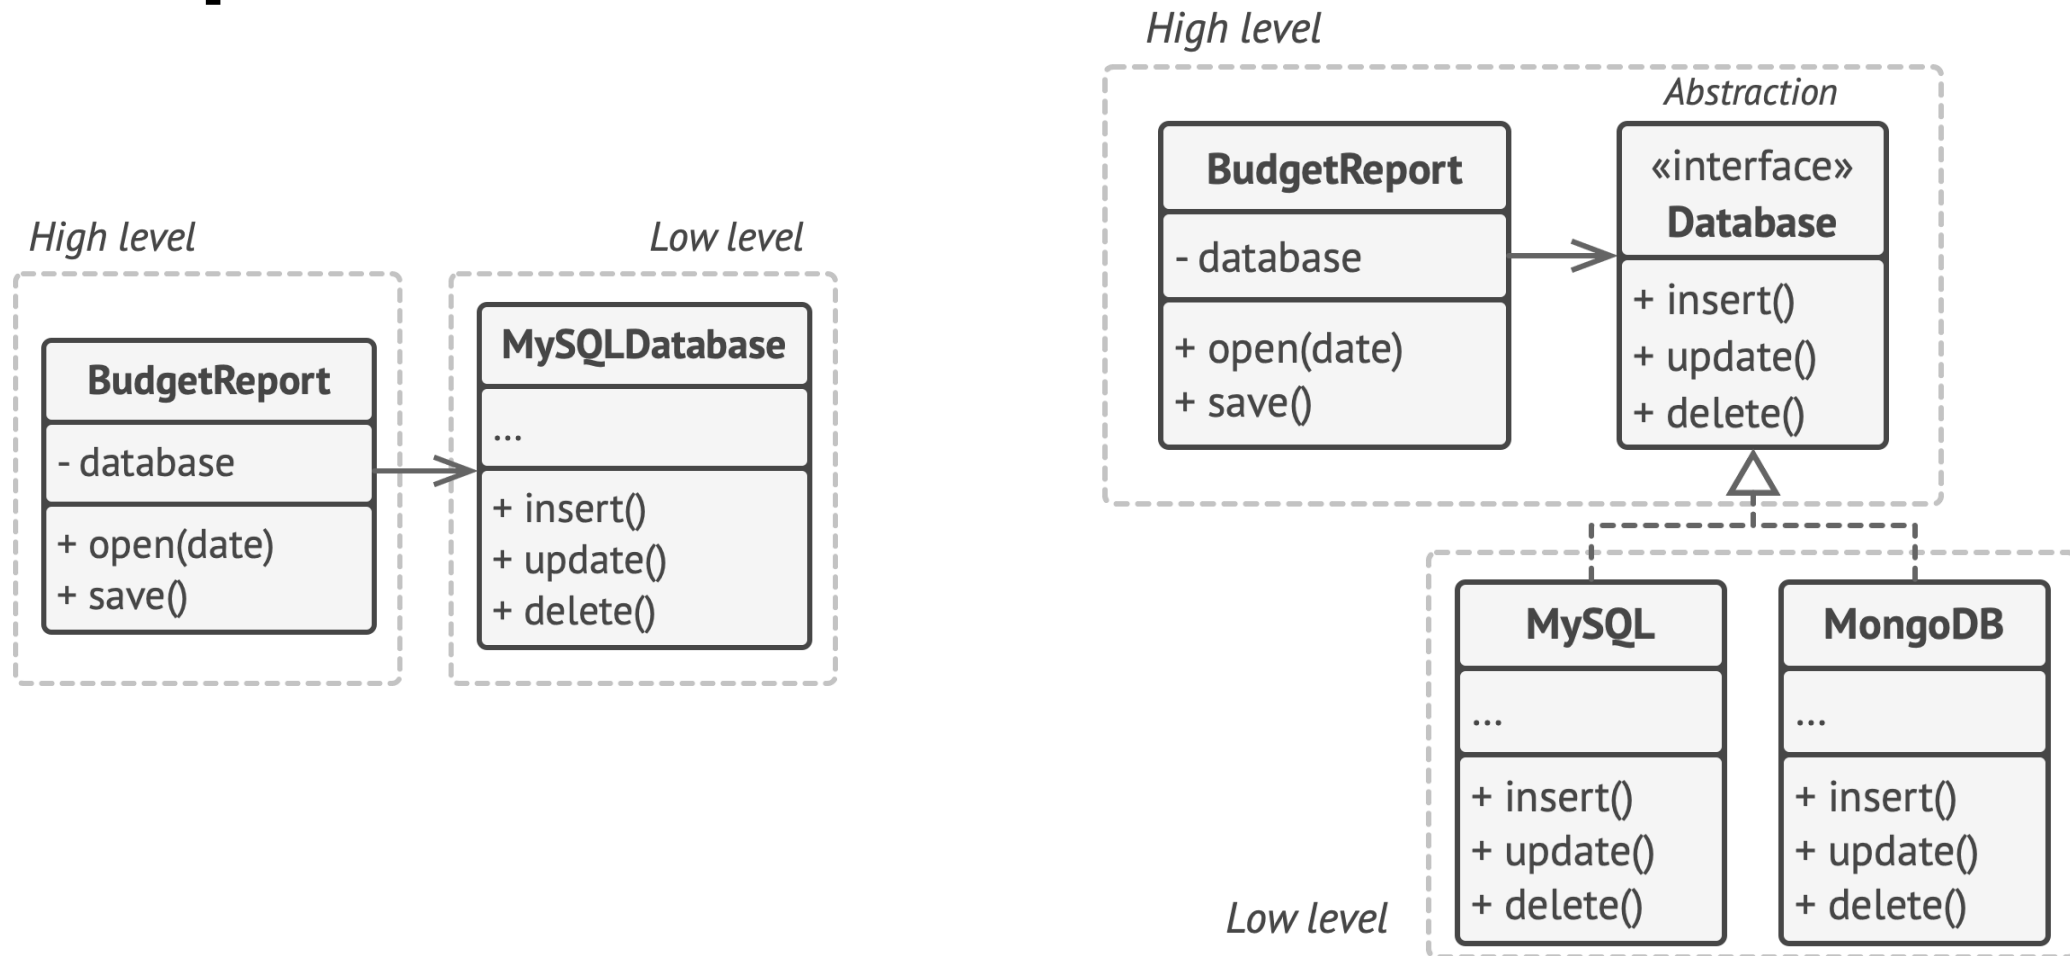 High level
Low level
BudgetReport
- database
+ open(date)
+ save()
MySQLDatabase
...
+ insert()
+ update()
+ delete()
High level
Abstraction
BudgetReport
- database
+ open(date)
+ save()
«interface»
Database
+ insert()
+ update()
+ delete()
Low level
MySQL
...
+ insert()
+ update()
+ delete()
MongoDB
...
+ insert()
+ update()
+ delete()